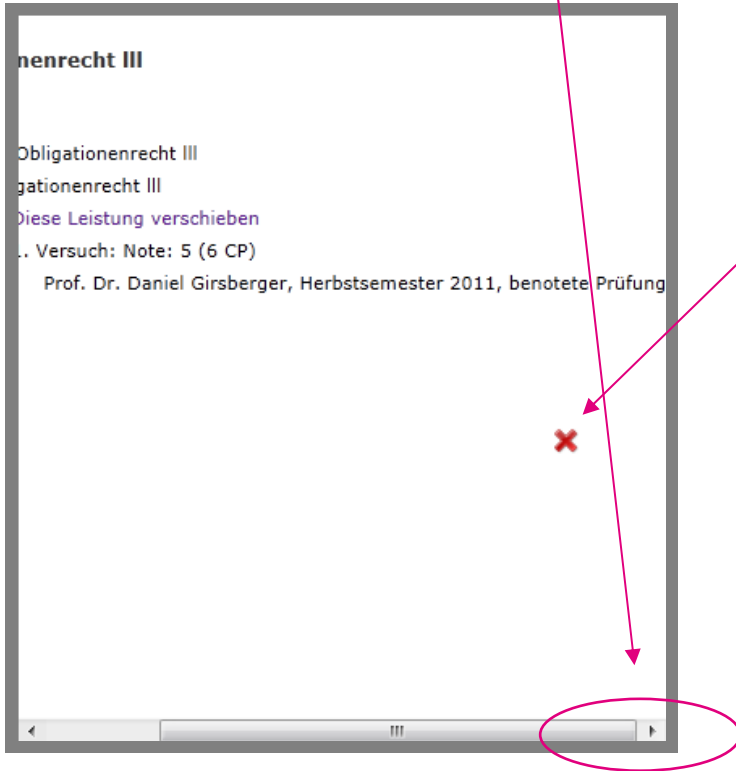 nenrecht III
Obligationenrecht III
gationenrecht III
Diese Leistung verschieben
. Versuch: Note: 5 (6 CP)
Prof. Dr. Daniel Girsberger, Herbstsemester 2011, benotete Prüfung